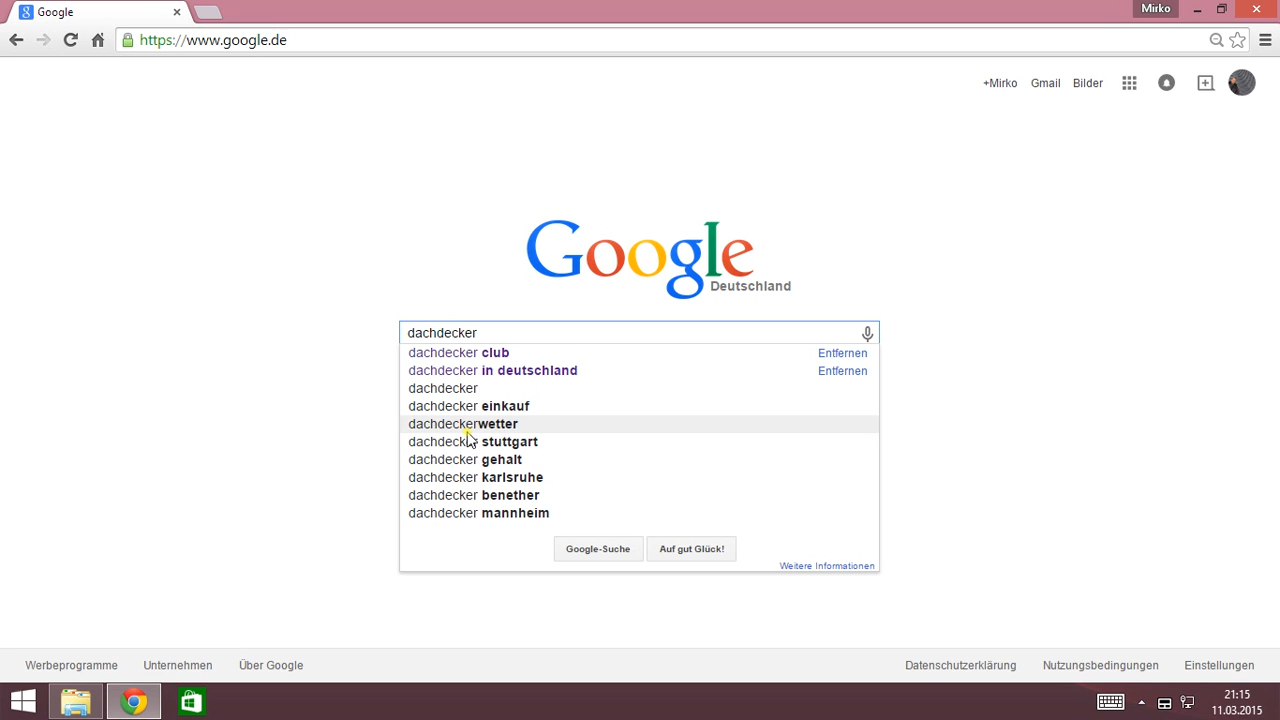 Google
Mirko
https://www.google.de
+Mirko Gmail Bilder
Google
Deutschland
dachdecker
dachdecker club Entfernen
dachdecker in deutschland Entfernen
dachdecker
dachdecker einkauf
dachdeckerwetter
dachdecker stuttgart
dachdecker gehalt
dachdecker karlsruhe
dachdecker benether
dachdecker mannheim
Google-Suche Auf gut Glück!
Weitere Informationen
Werbeprogramme Unternehmen Über Google Datenschutzerklärung Nutzungsbedingungen Einstellungen
21:15
11.03.2015